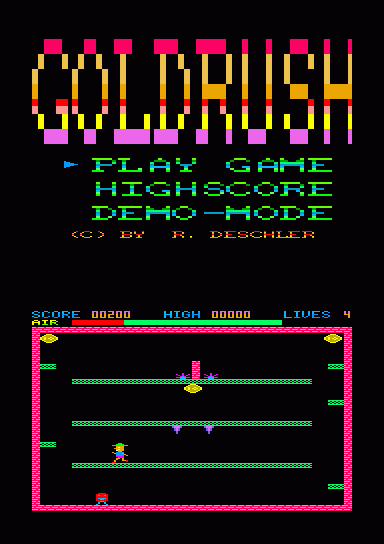 GOLDRUSH
PLAY GAME
HIGHSCORE
DEMO-MODE
(C) BY R. DESCHLER
SCORE 00200 HIGH 00000 LIVES 4
AIR